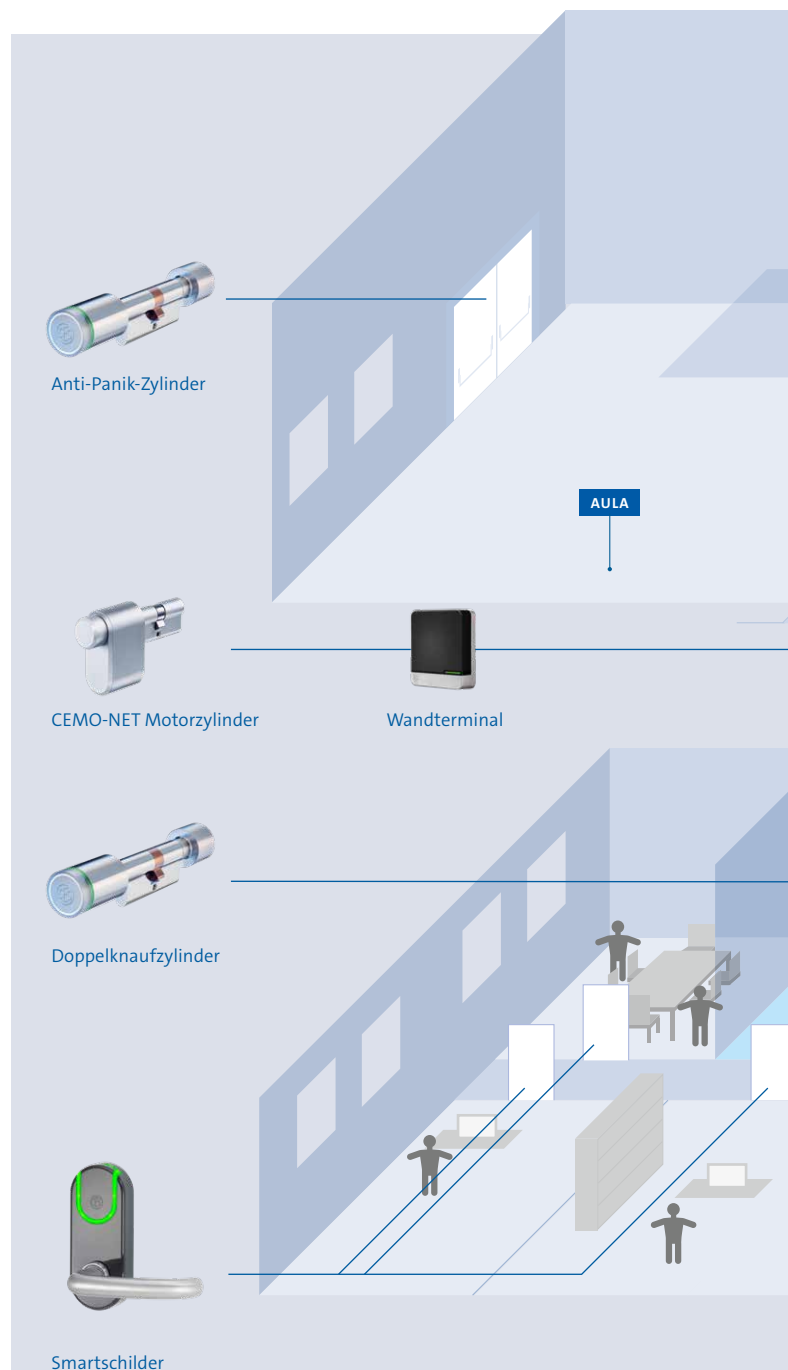 Anti-Panik-Zylinder
AULA
CEMO-NET Motorzylinder
Wandterminal
Doppelknaufzylinder
Smartschilder